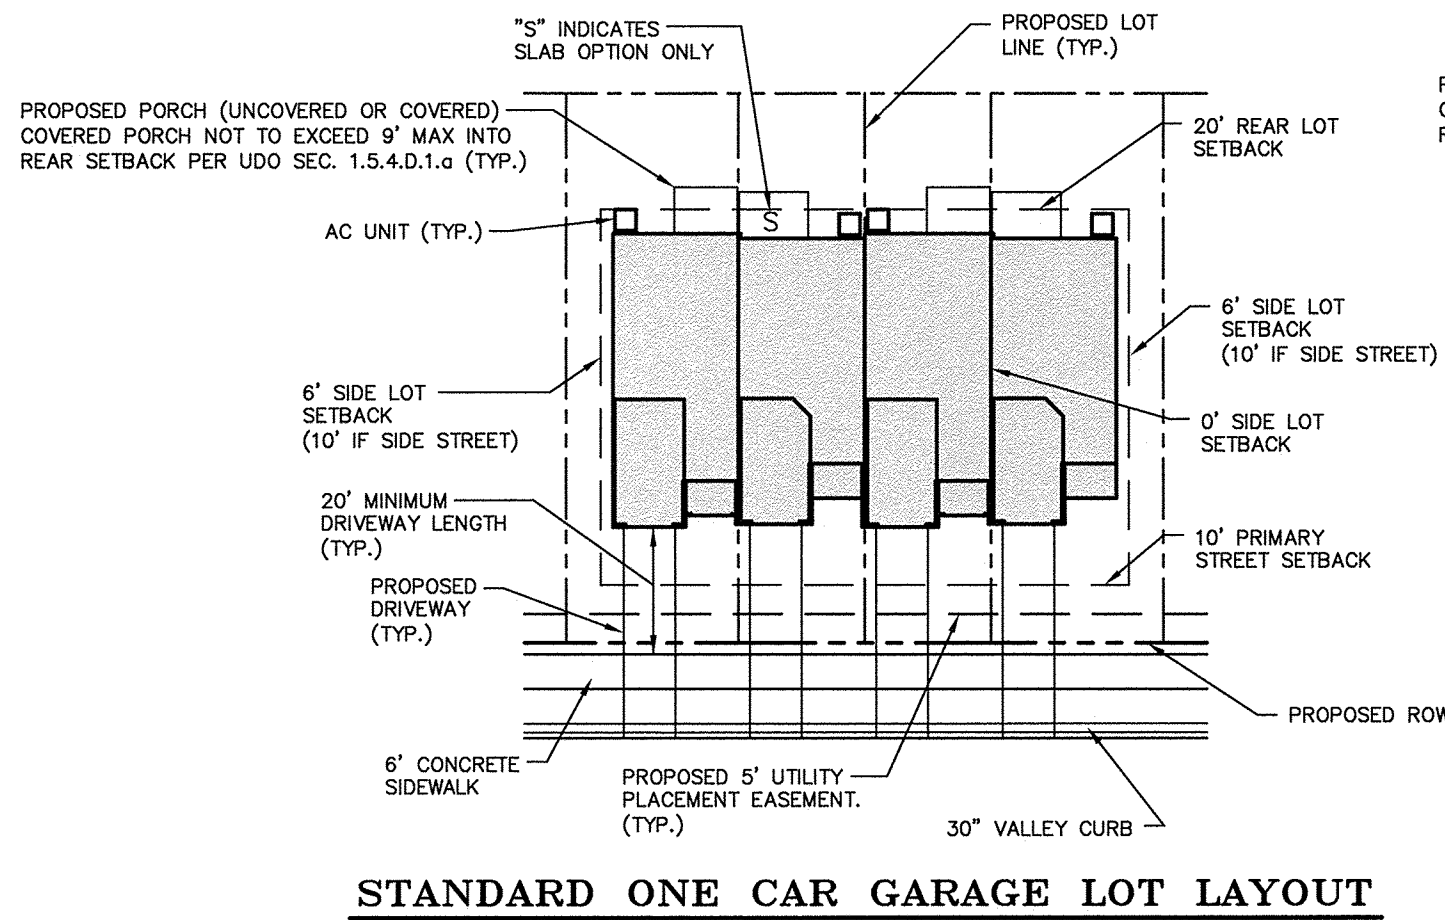 "S" INDICATES
SLAB OPTION ONLY
PROPOSED LOT
LINE (TYP.)
PROPOSED PORCH (UNCOVERED OR COVERED)
COVERED PORCH NOT TO EXCEED 9' MAX INTO
REAR SETBACK PER UDO SEC. 1.5.4.D.1.a (TYP.)
20' REAR LOT
SETBACK
AC UNIT (TYP.)
S
6' SIDE LOT
SETBACK
(10' IF SIDE STREET)
6' SIDE LOT
SETBACK
(10' IF SIDE STREET)
0' SIDE LOT
SETBACK
20' MINIMUM
DRIVEWAY LENGTH
(TYP.)
10' PRIMARY
STREET SETBACK
PROPOSED
DRIVEWAY
(TYP.)
PROPOSED ROW
6' CONCRETE
SIDEWALK
PROPOSED 5' UTILITY
PLACEMENT EASEMENT.
(TYP.)
30" VALLEY CURB
STANDARD ONE CAR GARAGE LOT LAYOUT